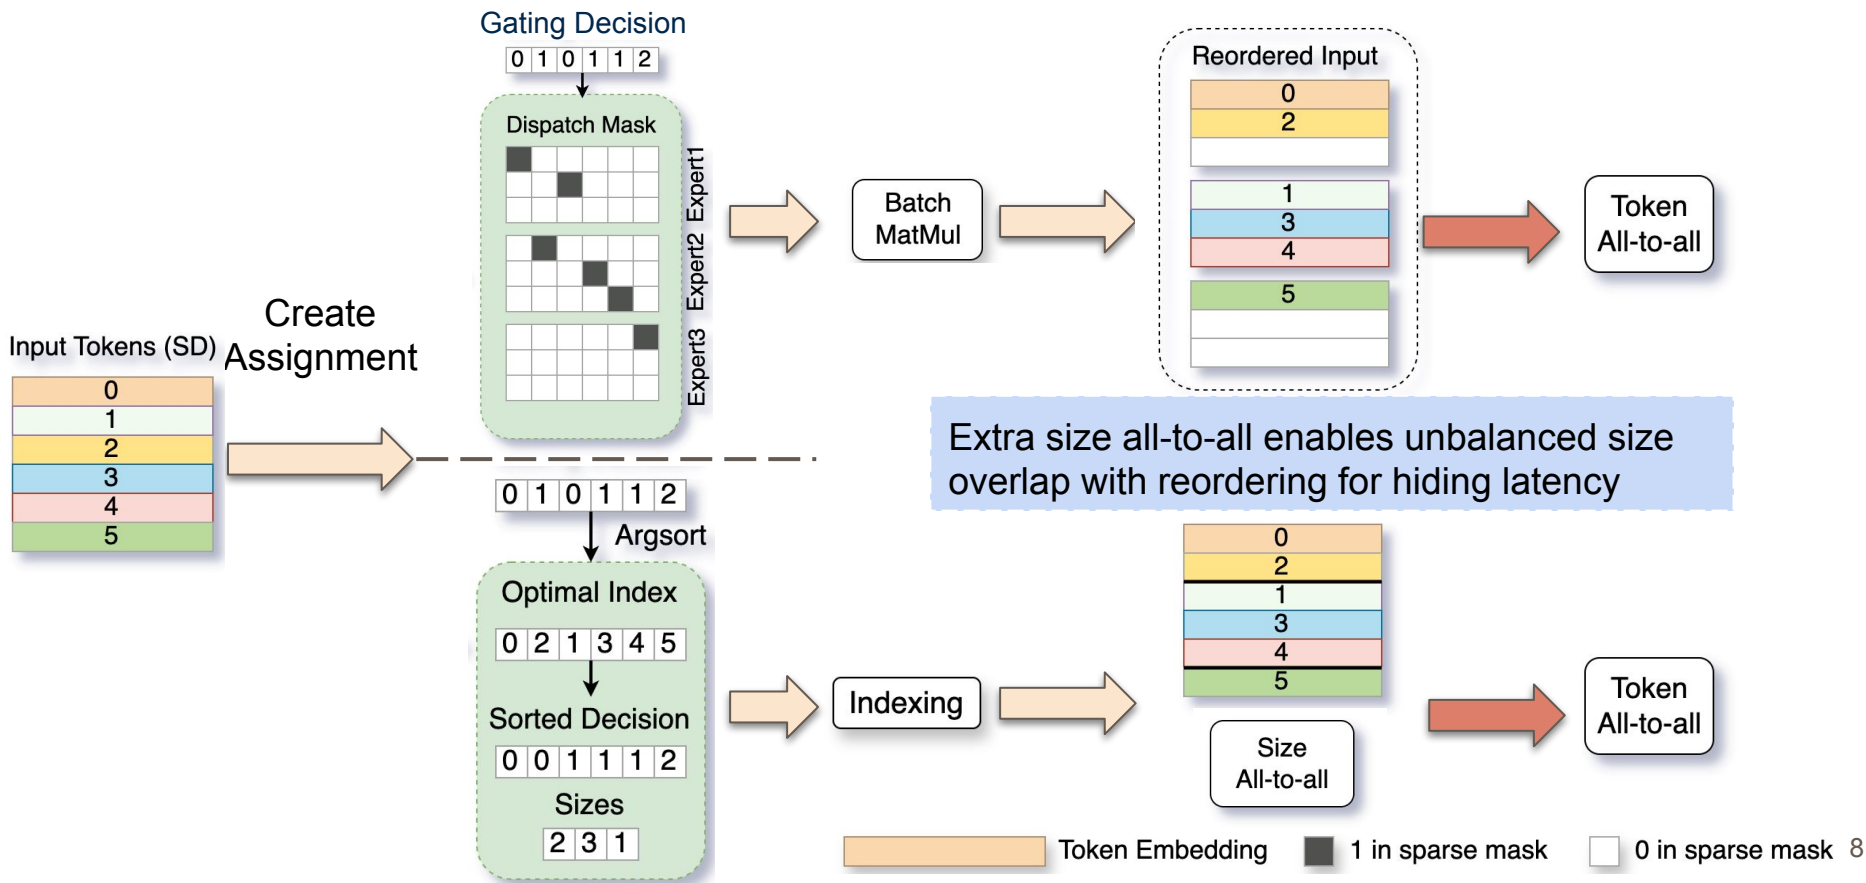 Gating Decision
0 1 0 1 1 2
Dispatch Mask
Expert1
Expert2
Expert3
Batch
MatMul
Reordered Input
0
2
1
3
4
5
Token
All-to-all
Create
Assignment
Input Tokens (SD)
0
1
2
3
4
5
Extra size all-to-all enables unbalanced size
overlap with reordering for hiding latency
0 1 0 1 1 2
Argsort
Optimal Index
0 2 1 3 4 5
Sorted Decision
0 0 1 1 1 2
Sizes
2 3 1
Indexing
0
2
1
3
4
5
Size
All-to-all
Token
All-to-all
Token Embedding
1 in sparse mask
0 in sparse mask
8